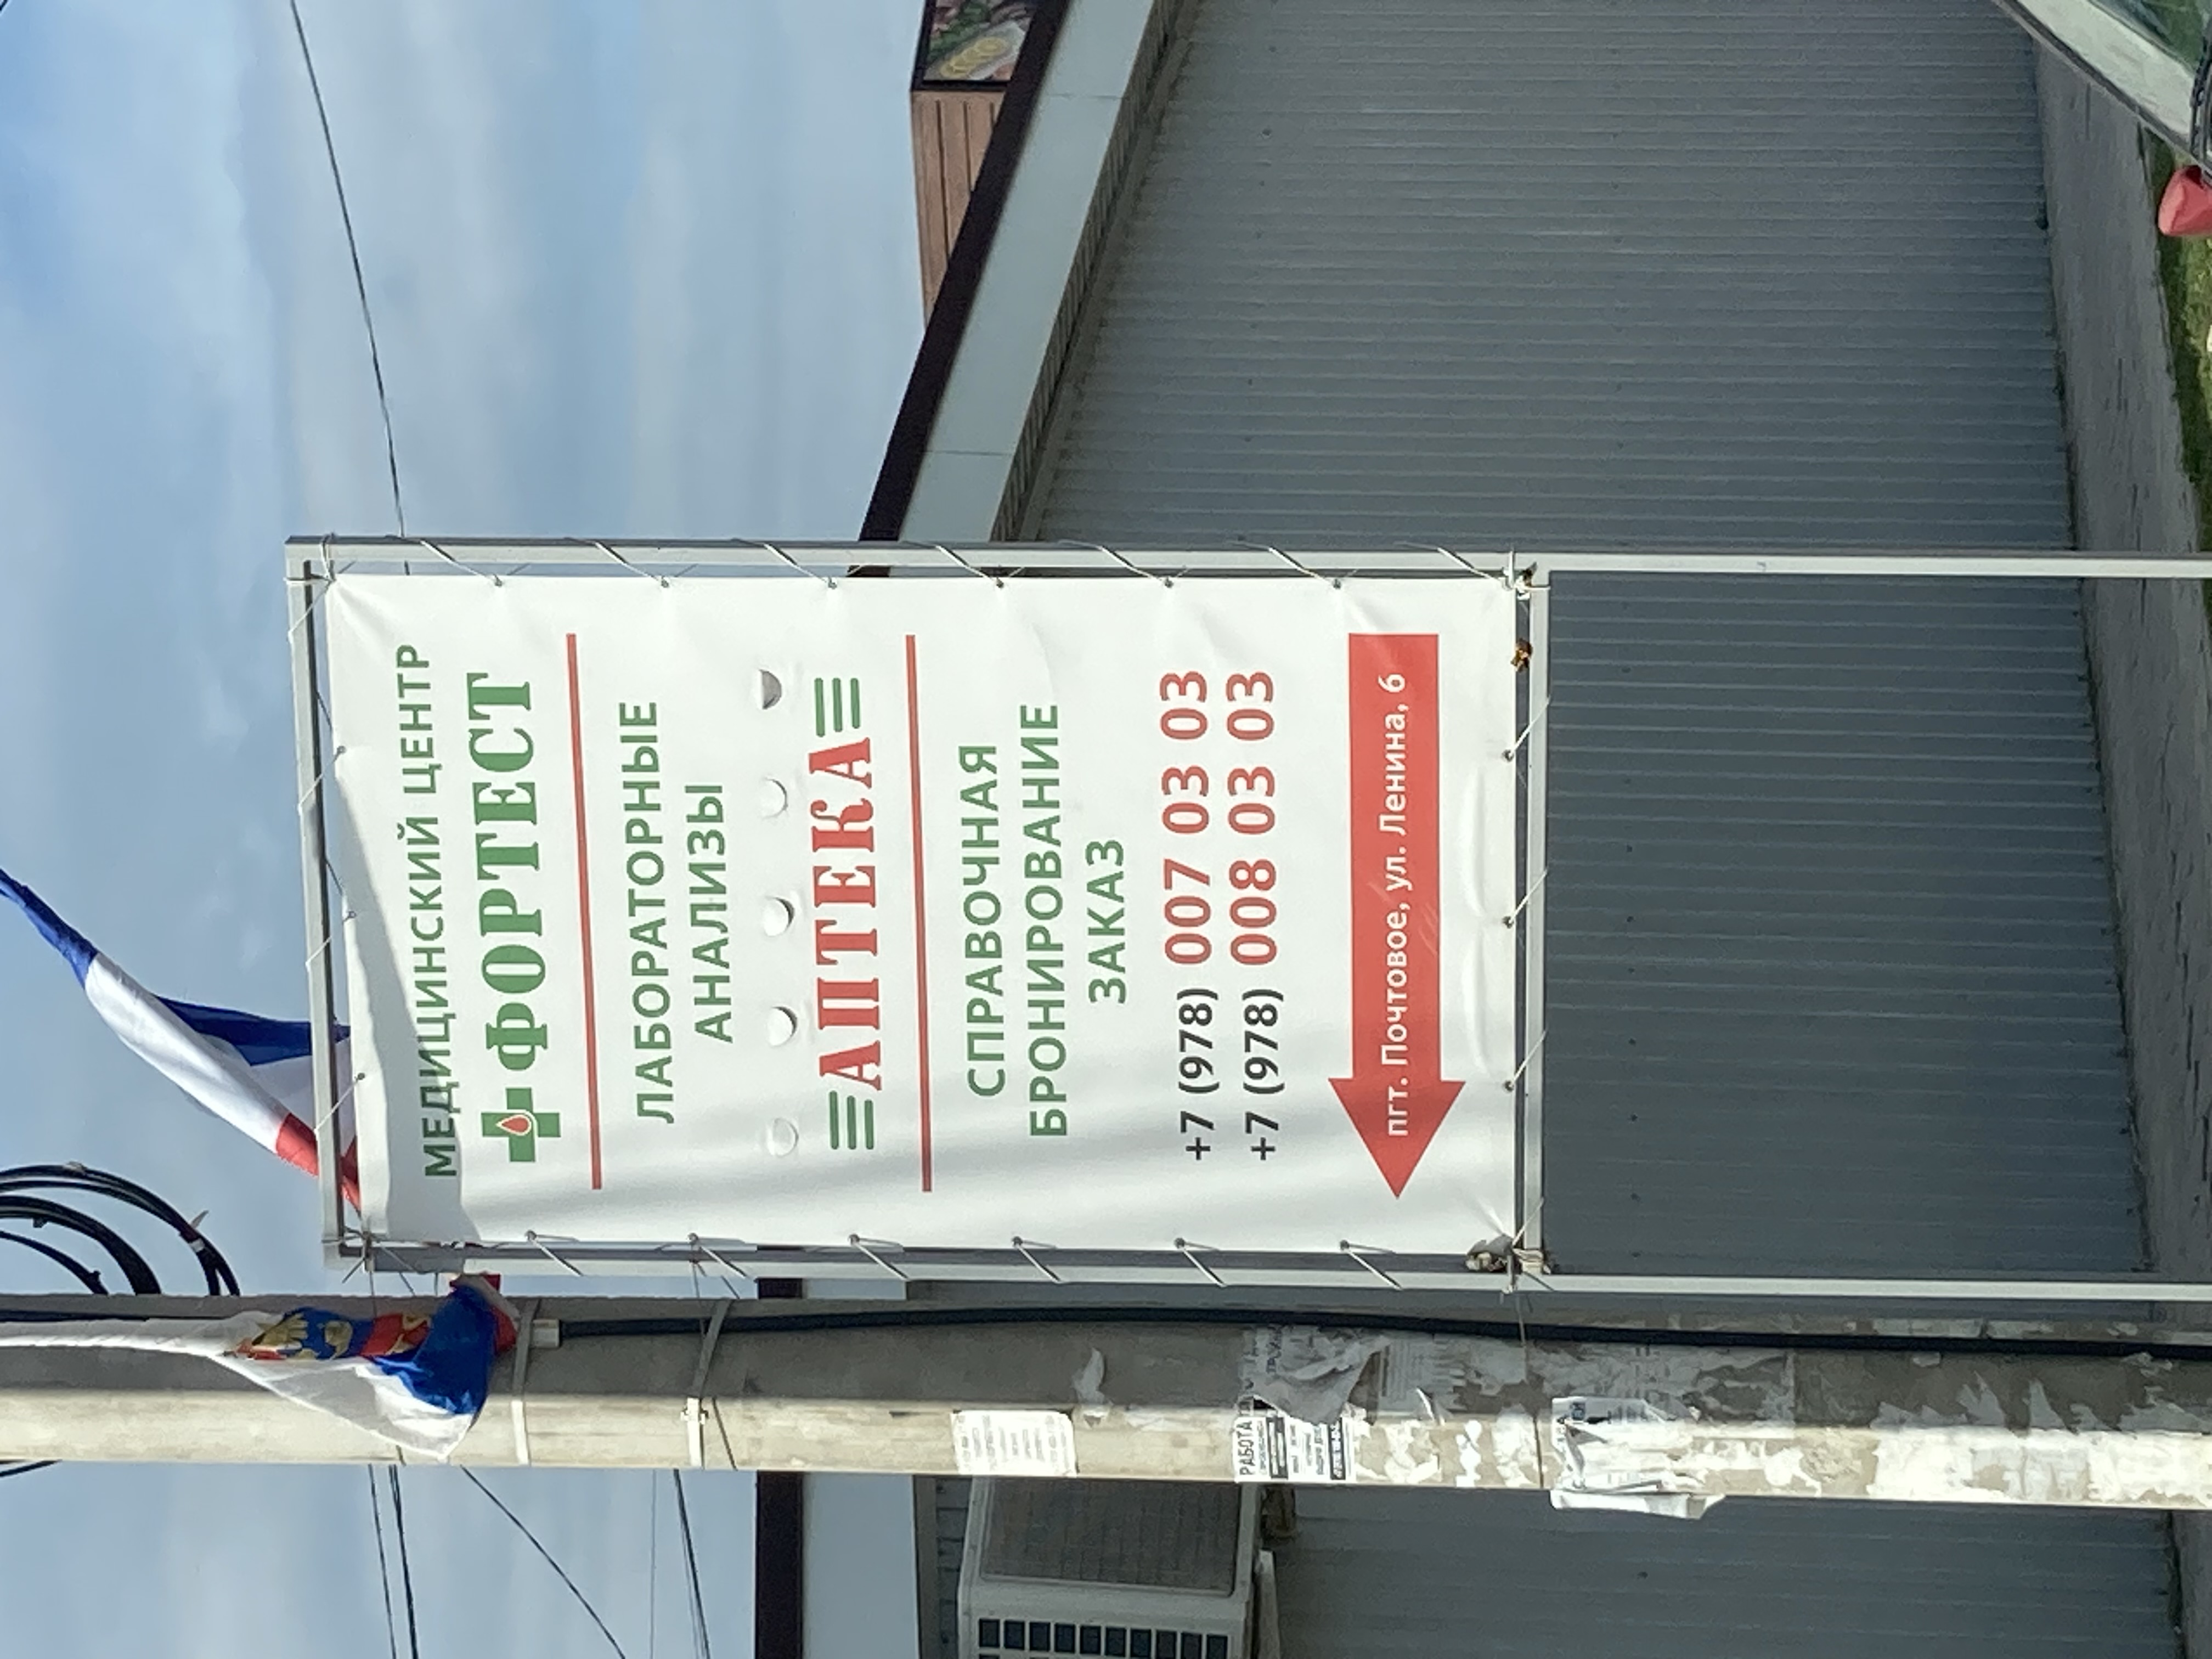 МЕДИЦИНСКИЙ ЦЕНТР
ФОРТЕСТ
ЛАБОРАТОРНЫЕ
АНАЛИЗЫ
АПТЕКА
СПРАВОЧНАЯ
БРОНИРОВАНИЕ
ЗАКАЗ
+7 (978) 007 03 03
+7 (978) 008 03 03
пгт. Почтовое, ул. Ленина, 6
РАБОТА